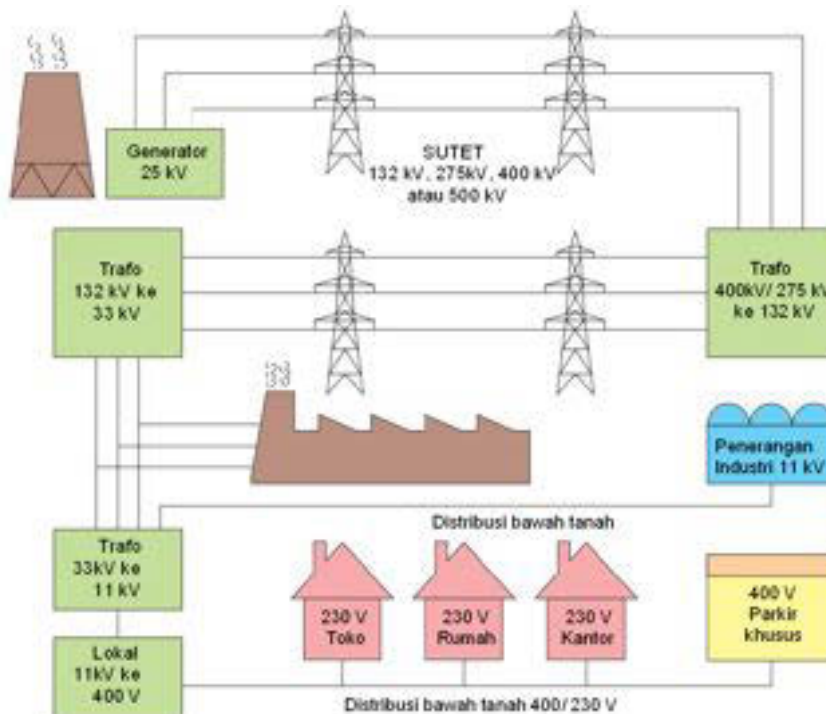 Generator
25 kV
SUTET
132 kV, 275kV, 400 kV
atau 500 kV
Trafo
132 kV ke
33 kV
Trafo
400kV/ 275 kV
ke 132 kV
Penerangan
Industri 11 kV
Distribusi bawah tanah
Trafo
33kV ke
11 kV
230 V
Toko
230 V
Rumah
230 V
Kantor
400 V
Parkir
khusus
Lokal
11kV ke
400 V
Distribusi bawah tanah 400/ 230 V